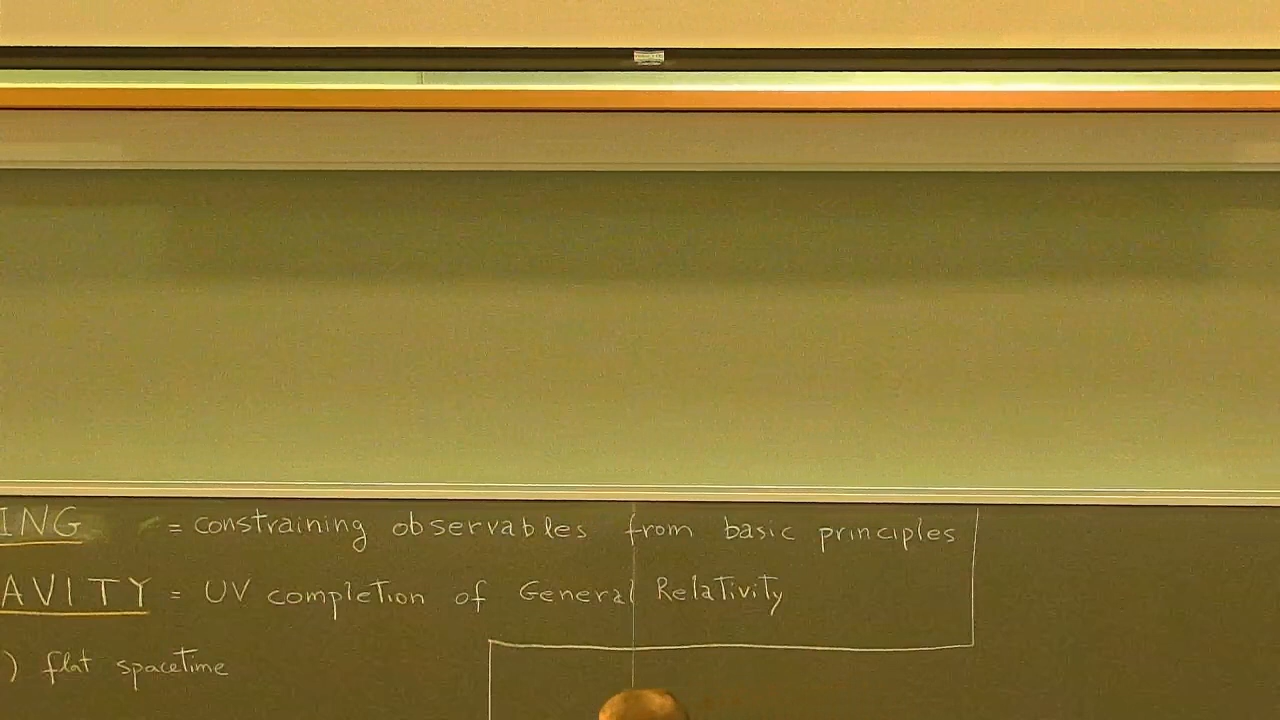 ING = constraining observables from basic principles
AVITY = UV completion of General Relativity
) flat spacetime